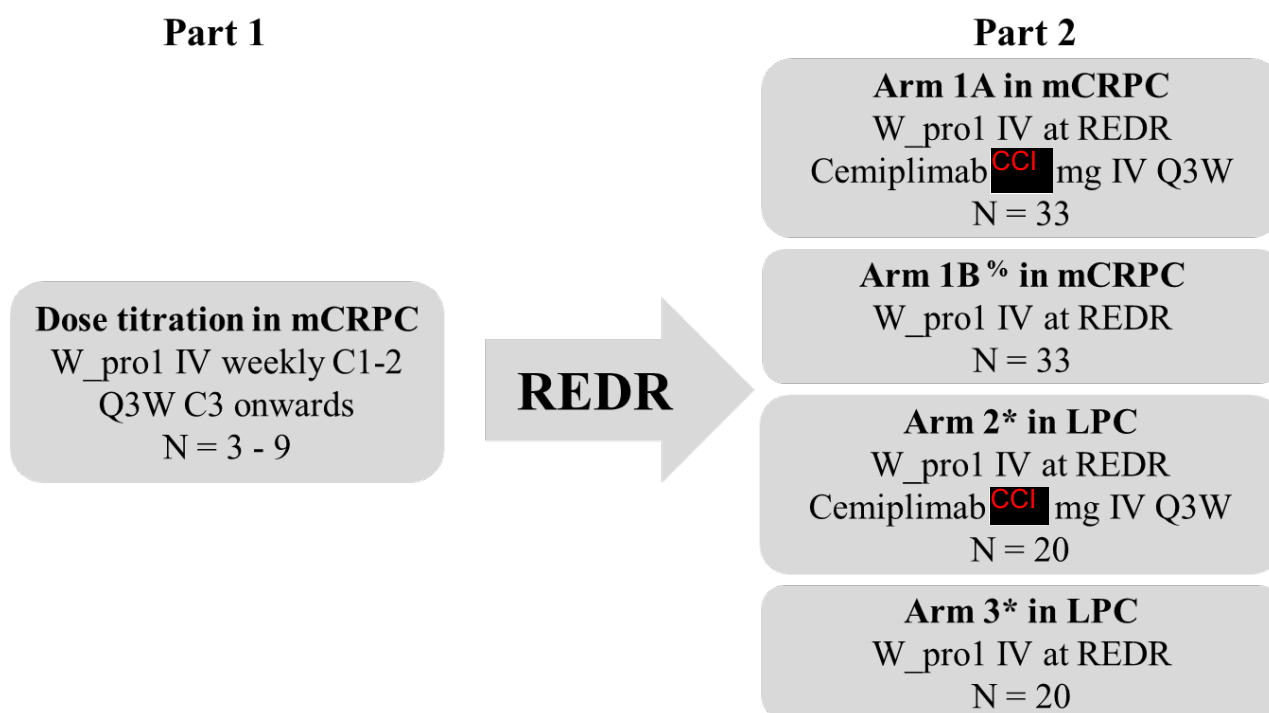 Part 1
Dose titration in mCRPC
W_pro1 IV weekly C1-2
Q3W C3 onwards
N = 3 - 9
REDR
Part 2
Arm 1A in mCRPC
W_pro1 IV at REDR
Cemiplimab CCI mg IV Q3W
N = 33
Arm 1B % in mCRPC
W_pro1 IV at REDR
N = 33
Arm 2* in LPC
W_pro1 IV at REDR
Cemiplimab CCI mg IV Q3W
N = 20
Arm 3* in LPC
W_pro1 IV at REDR
N = 20